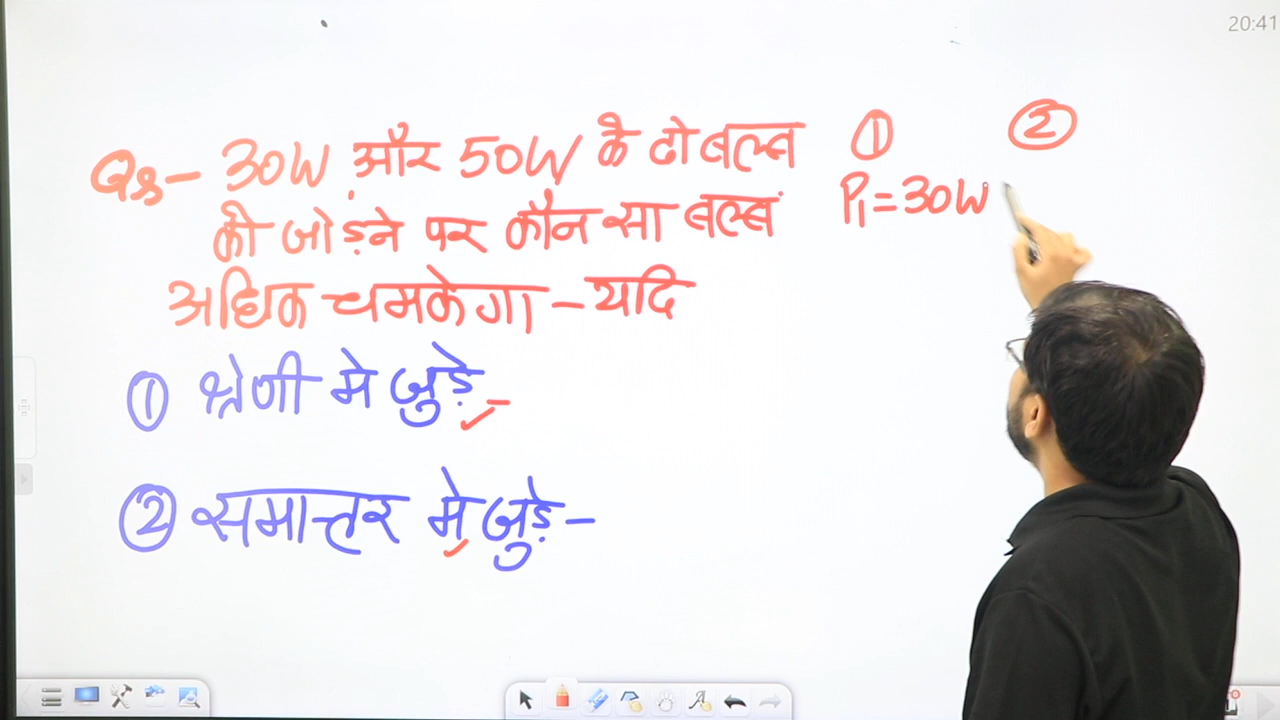 20:41
Qs- 30W और 50W के दो बल्ब
को जोड़ने पर कौन सा बल्ब
अधिक चमकेगा - यदि
① श्रेणी मे जुड़े -
② समान्तर मे जुड़े -
① ②
P₁ = 30W